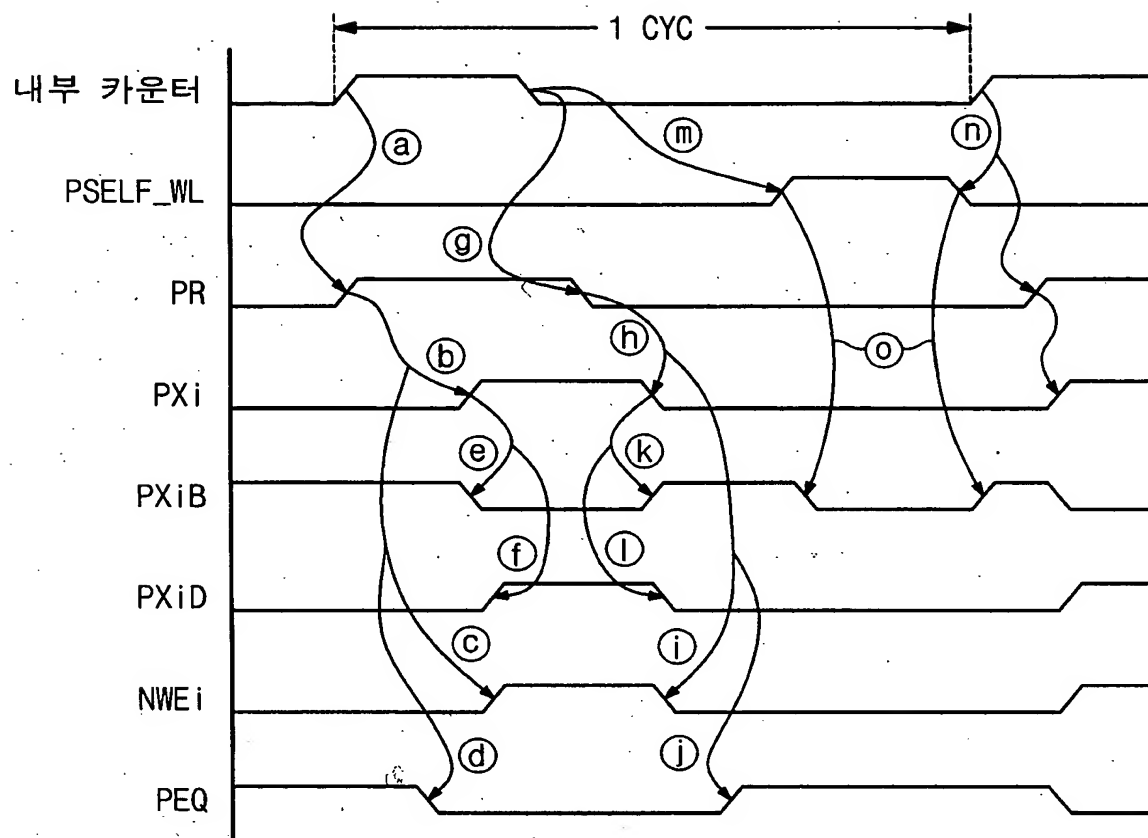 1 CYC
내부 카운터
ⓐ
ⓜ
ⓝ
PSELF_WL
ⓖ
PR
ⓑ
ⓗ
ⓞ
PXi
ⓔ
ⓚ
PXiB
ⓕ
ⓛ
PXiD
ⓒ
ⓘ
NWEi
ⓓ
ⓙ
PEQ